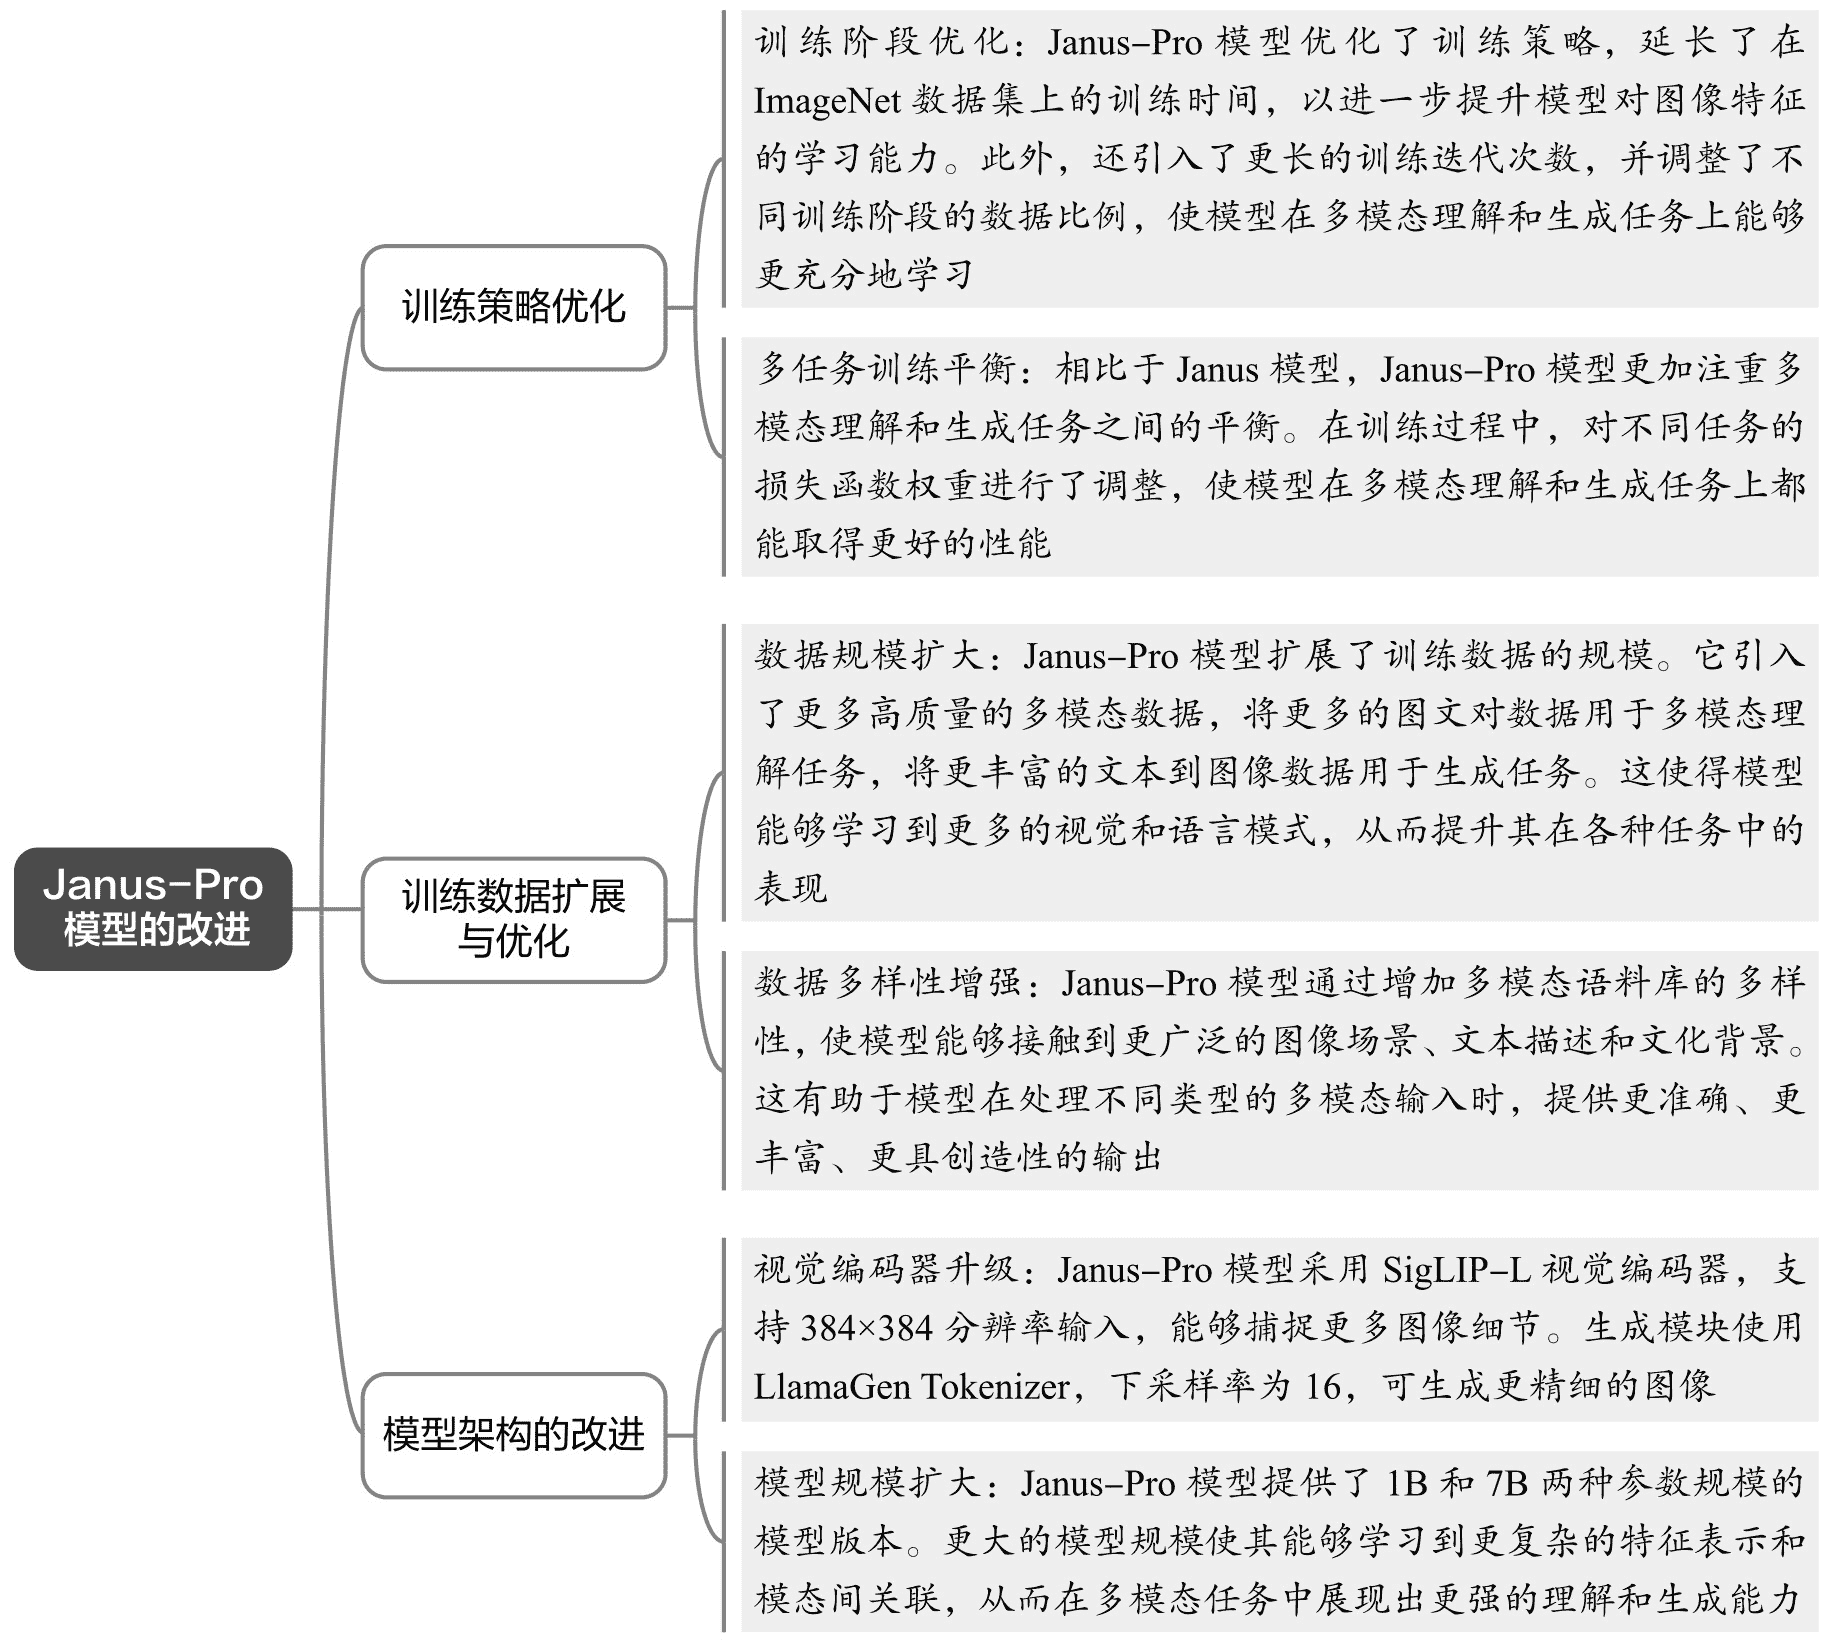 Janus-Pro
模型的改进
训练策略优化
训练阶段优化：Janus-Pro 模型优化了训练策略，延长了在
ImageNet 数据集上的训练时间，以进一步提升模型对图像特征
的学习能力。此外，还引入了更长的训练迭代次数，并调整了不
同训练阶段的数据比例，使模型在多模态理解和生成任务上能够
更充分地学习
多任务训练平衡：相比于 Janus 模型，Janus-Pro 模型更加注重多
模态理解和生成任务之间的平衡。在训练过程中，对不同任务的
损失函数权重进行了调整，使模型在多模态理解和生成任务上都
能取得更好的性能
训练数据扩展
与优化
数据规模扩大：Janus-Pro 模型扩展了训练数据的规模。它引入
了更多高质量的多模态数据，将更多的图文对数据用于多模态理
解任务，将更丰富的文本到图像数据用于生成任务。这使得模型
能够学习到更多的视觉和语言模式，从而提升其在各种任务中的
表现
数据多样性增强：Janus-Pro 模型通过增加多模态语料库的多样
性，使模型能够接触到更广泛的图像场景、文本描述和文化背景。
这有助于模型在处理不同类型的多模态输入时，提供更准确、更
丰富、更具创造性的输出
模型架构的改进
视觉编码器升级：Janus-Pro 模型采用 SigLIP-L 视觉编码器，支
持 384×384 分辨率输入，能够捕捉更多图像细节。生成模块使用
LlamaGen Tokenizer，下采样率为 16，可生成更精细的图像
模型规模扩大：Janus-Pro 模型提供了 1B 和 7B 两种参数规模的
模型版本。更大的模型规模使其能够学习到更复杂的特征表示和
模态间关联，从而在多模态任务中展现出更强的理解和生成能力